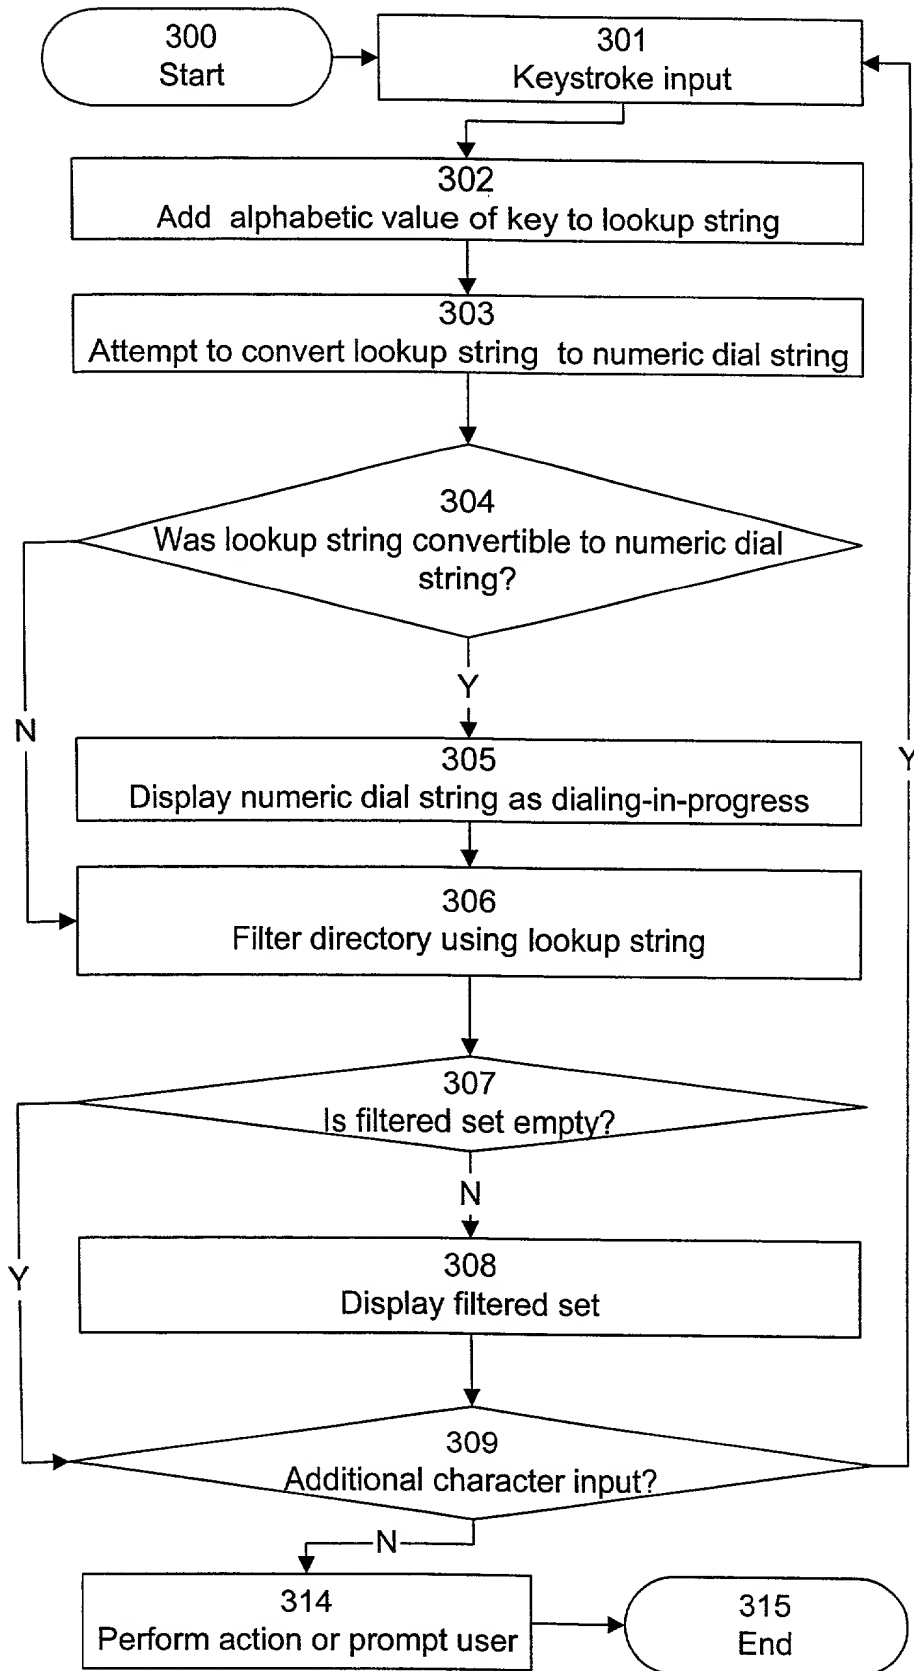 300
Start
301
Keystroke input
302
Add alphabetic value of key to lookup string
303
Attempt to convert lookup string to numeric dial string
304
Was lookup string convertible to numeric dial
string?
Y
N
305
Display numeric dial string as dialing-in-progress
Y
306
Filter directory using lookup string
307
Is filtered set empty?
N
Y
308
Display filtered set
309
Additional character input?
N
314
Perform action or prompt user
315
End